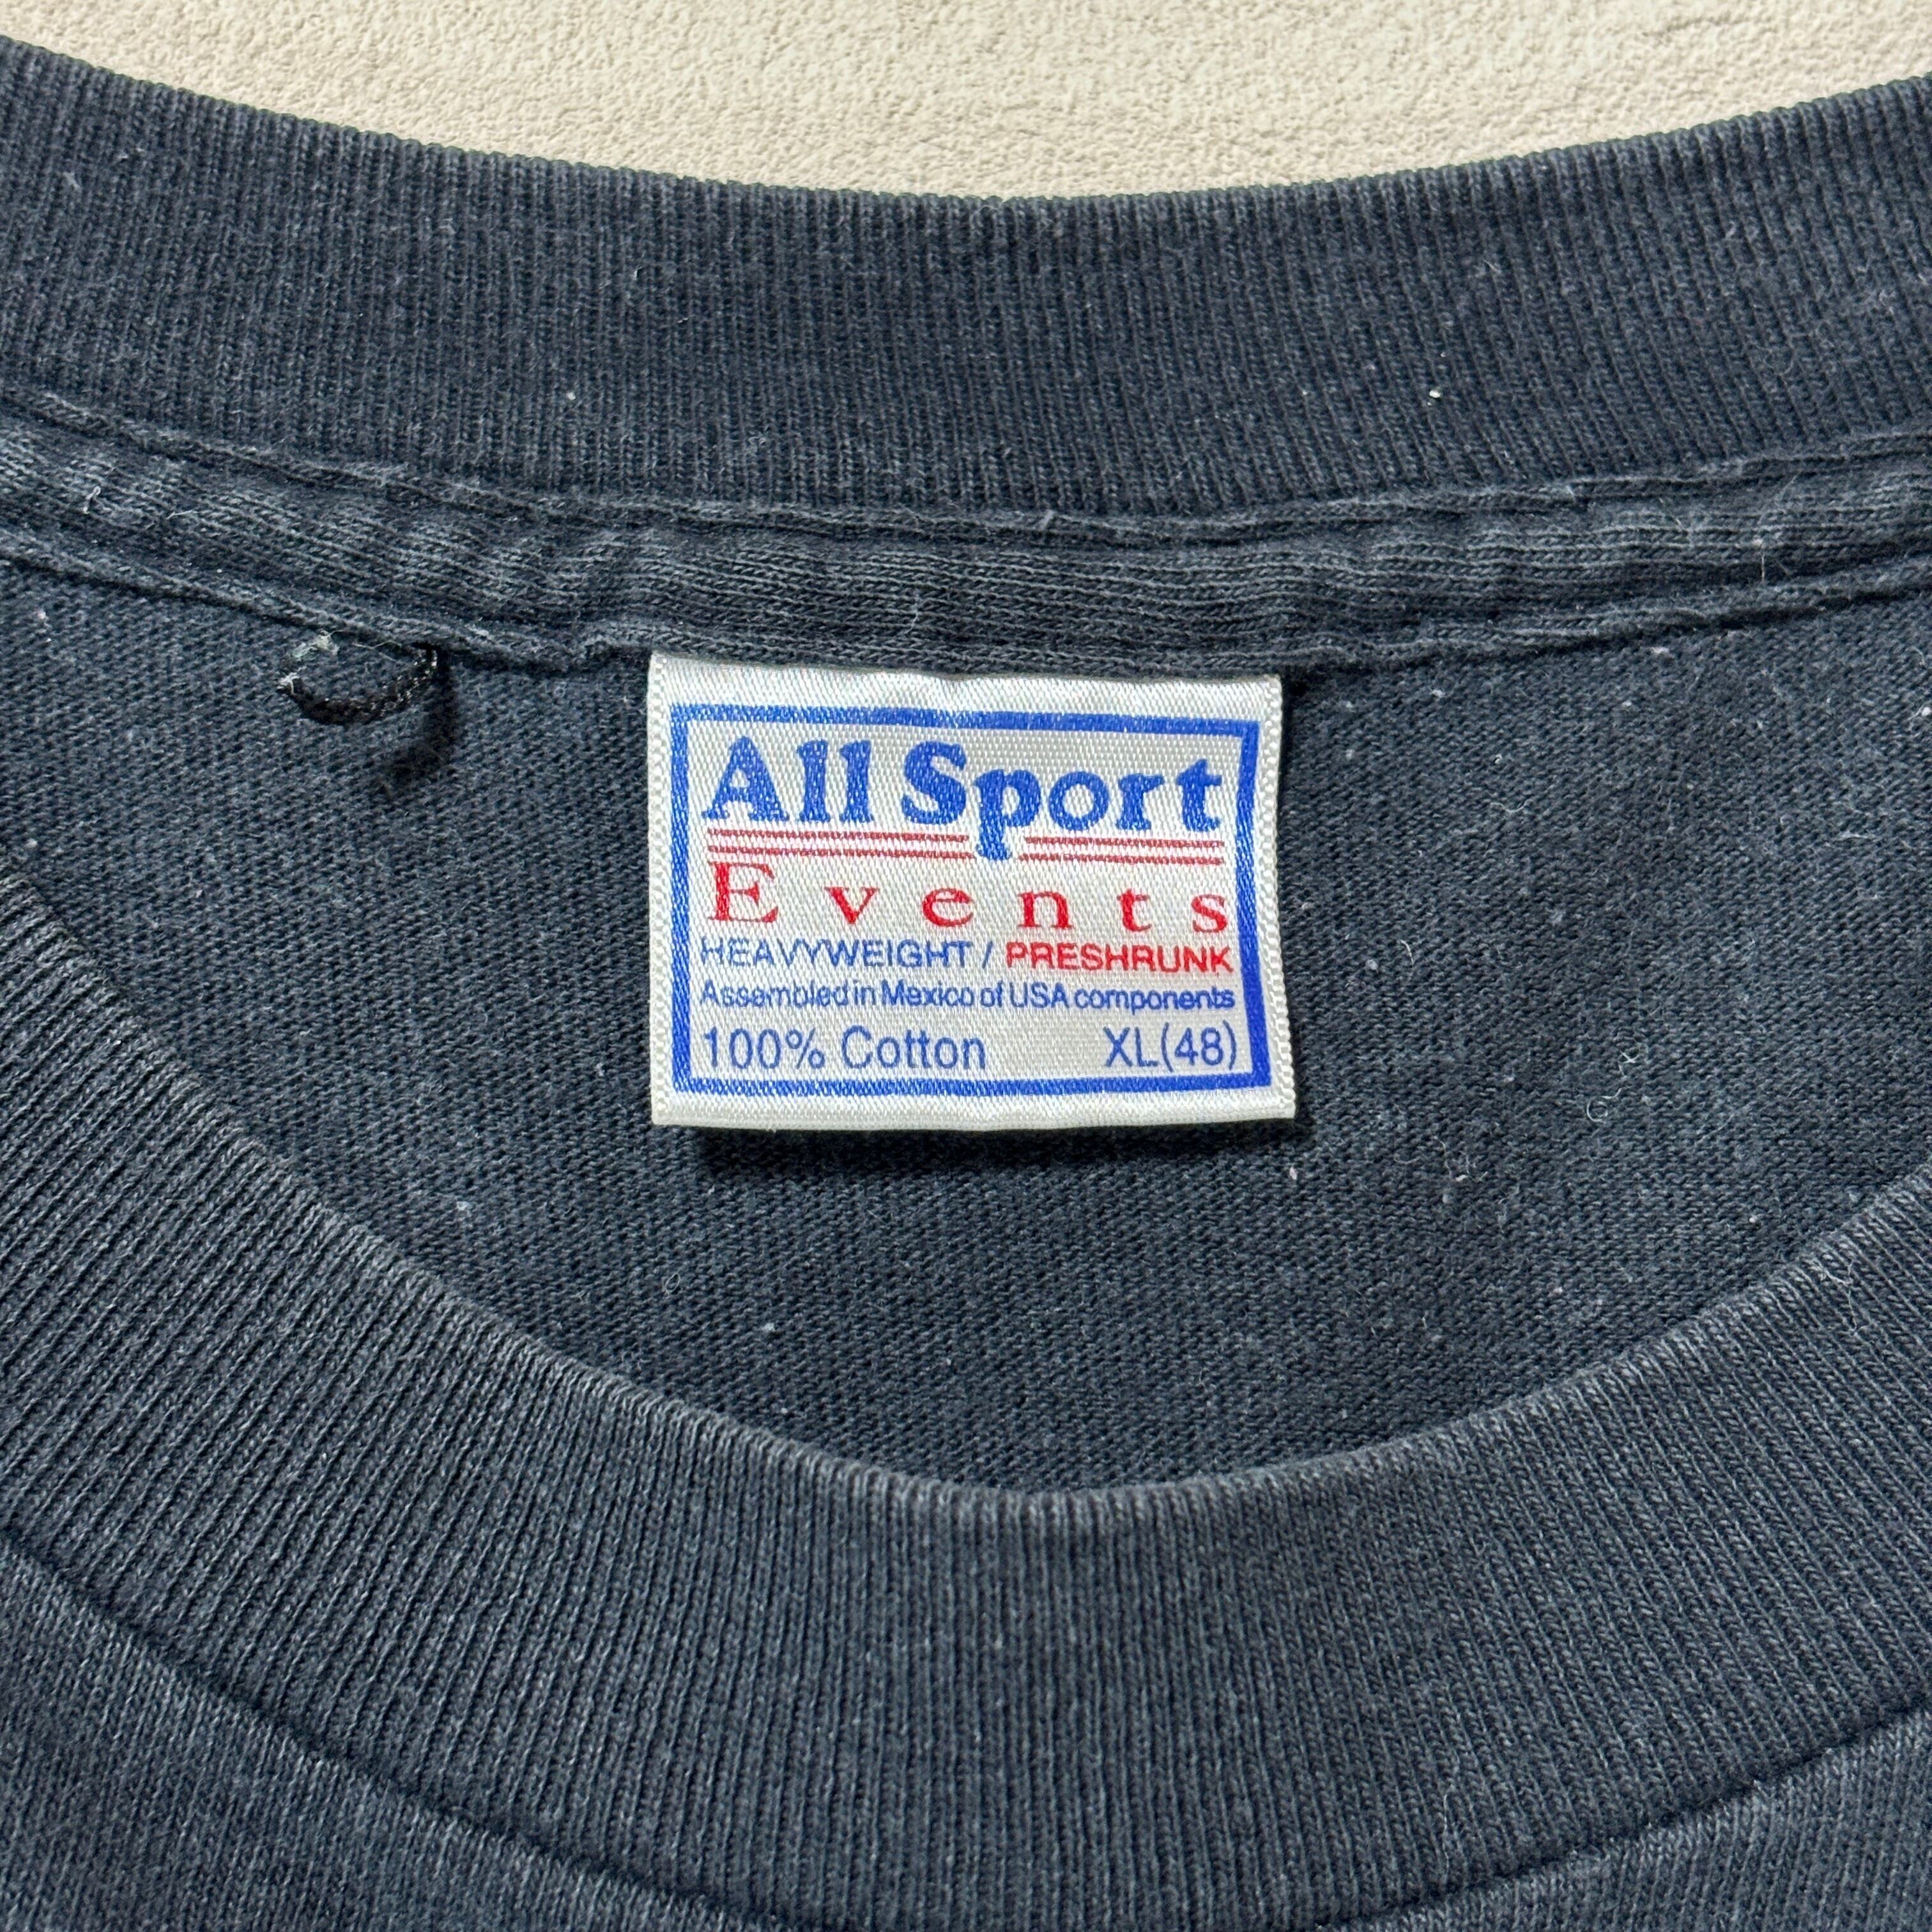 All Sport
Events
HEAVYWEIGHT / PRESHRUNK
Assembled in Mexico of USA components
100% Cotton XL(48)